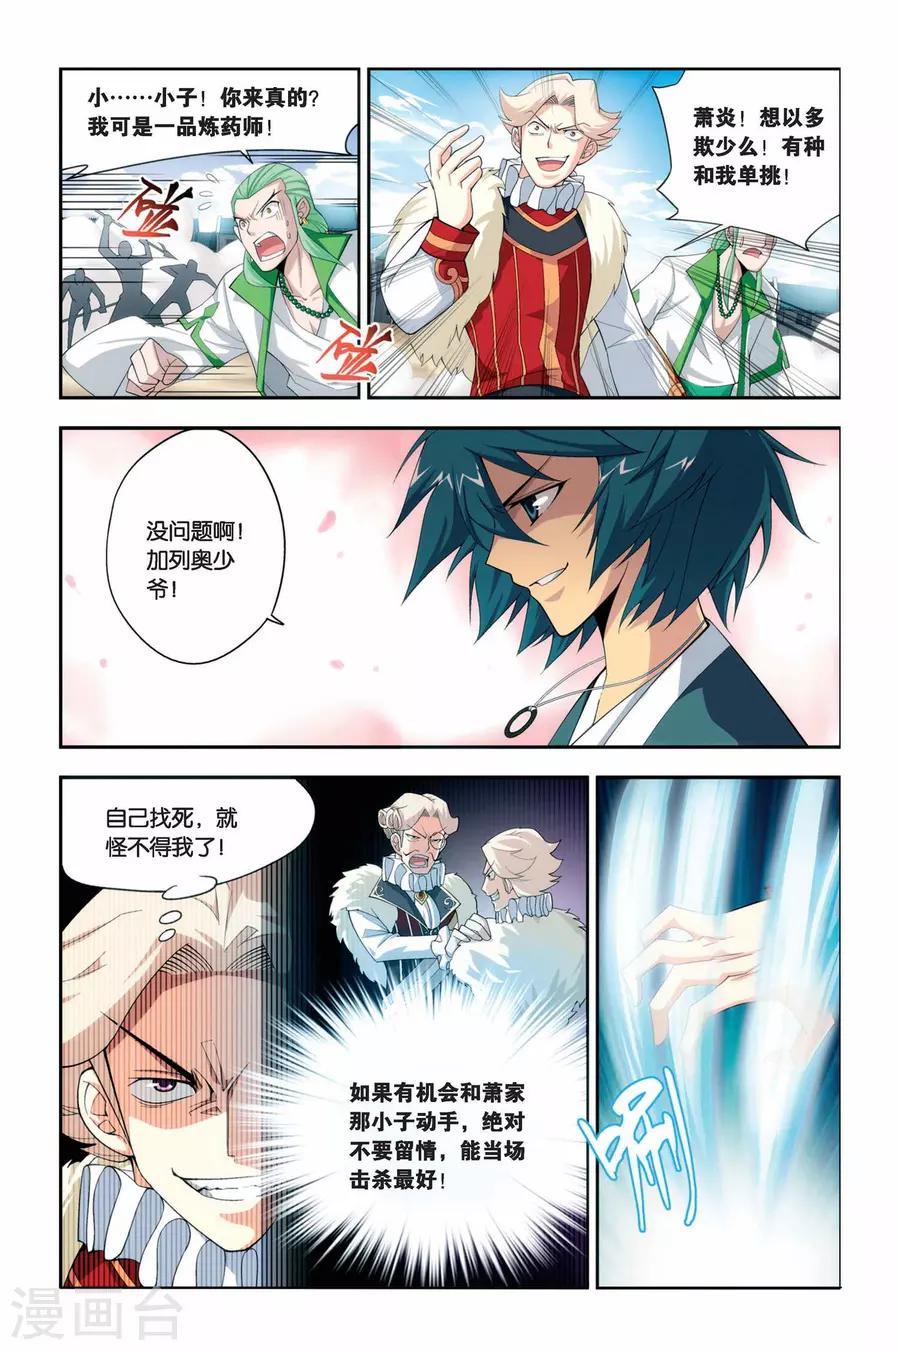 小……小子！你来真的？
我可是一品炼药师！
碰
碰
萧炎！想以多
欺少么！有种
和我单挑！
没问题啊！
加列奥少
爷！
自己找死，就
怪不得我了！
如果有机会和萧家
那小子动手，绝对
不要留情，能当场
击杀最好！
唰
漫画台